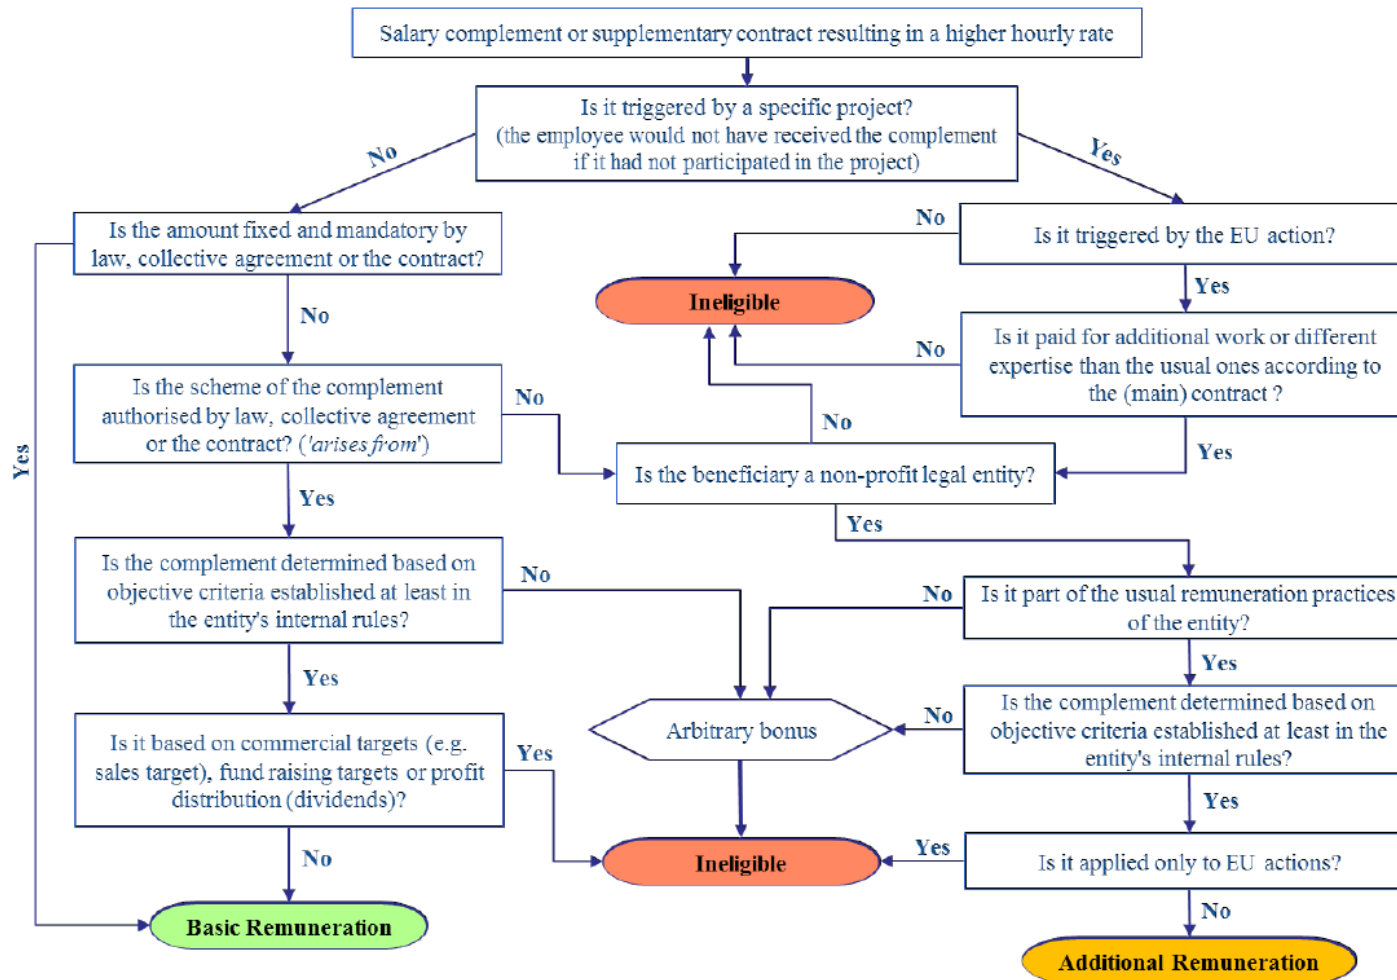 Salary complement or supplementary contract resulting in a higher hourly rate
Is it triggered by a specific project?
(the employee would not have received the complement
if it had not participated in the project)
No
Yes
Is the amount fixed and mandatory by
law, collective agreement or the contract?
No
Is it triggered by the EU action?
Ineligible
Yes
No
Is it paid for additional work or different
expertise than the usual ones according to
the (main) contract ?
No
Is the scheme of the complement
authorised by law, collective agreement
or the contract? ('arises from')
No
No
Yes
Is the beneficiary a non-profit legal entity?
Yes
Yes
Yes
Is the complement determined based on
objective criteria established at least in
the entity's internal rules?
No
No
Is it part of the usual remuneration practices
of the entity?
Yes
Yes
Arbitrary bonus
No
Is the complement determined based on
objective criteria established at least in the
entity's internal rules?
Is it based on commercial targets (e.g.
sales target), fund raising targets or profit
distribution (dividends)?
Yes
Yes
No
Ineligible
Yes
Is it applied only to EU actions?
No
Basic Remuneration
Additional Remuneration